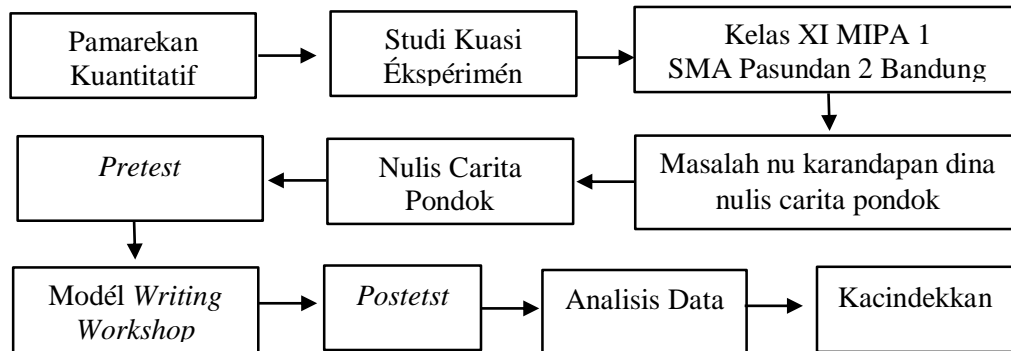 Pamarekan
Kuantitatif
Studi Kuasi
Ékspérimén
Kelas XI MIPA 1
SMA Pasundan 2 Bandung
Masalah nu karandapan dina
nulis carita pondok
Nulis Carita
Pondok
Pretest
Modél Writing
Workshop
Postetst
Analisis Data
Kacindekkan